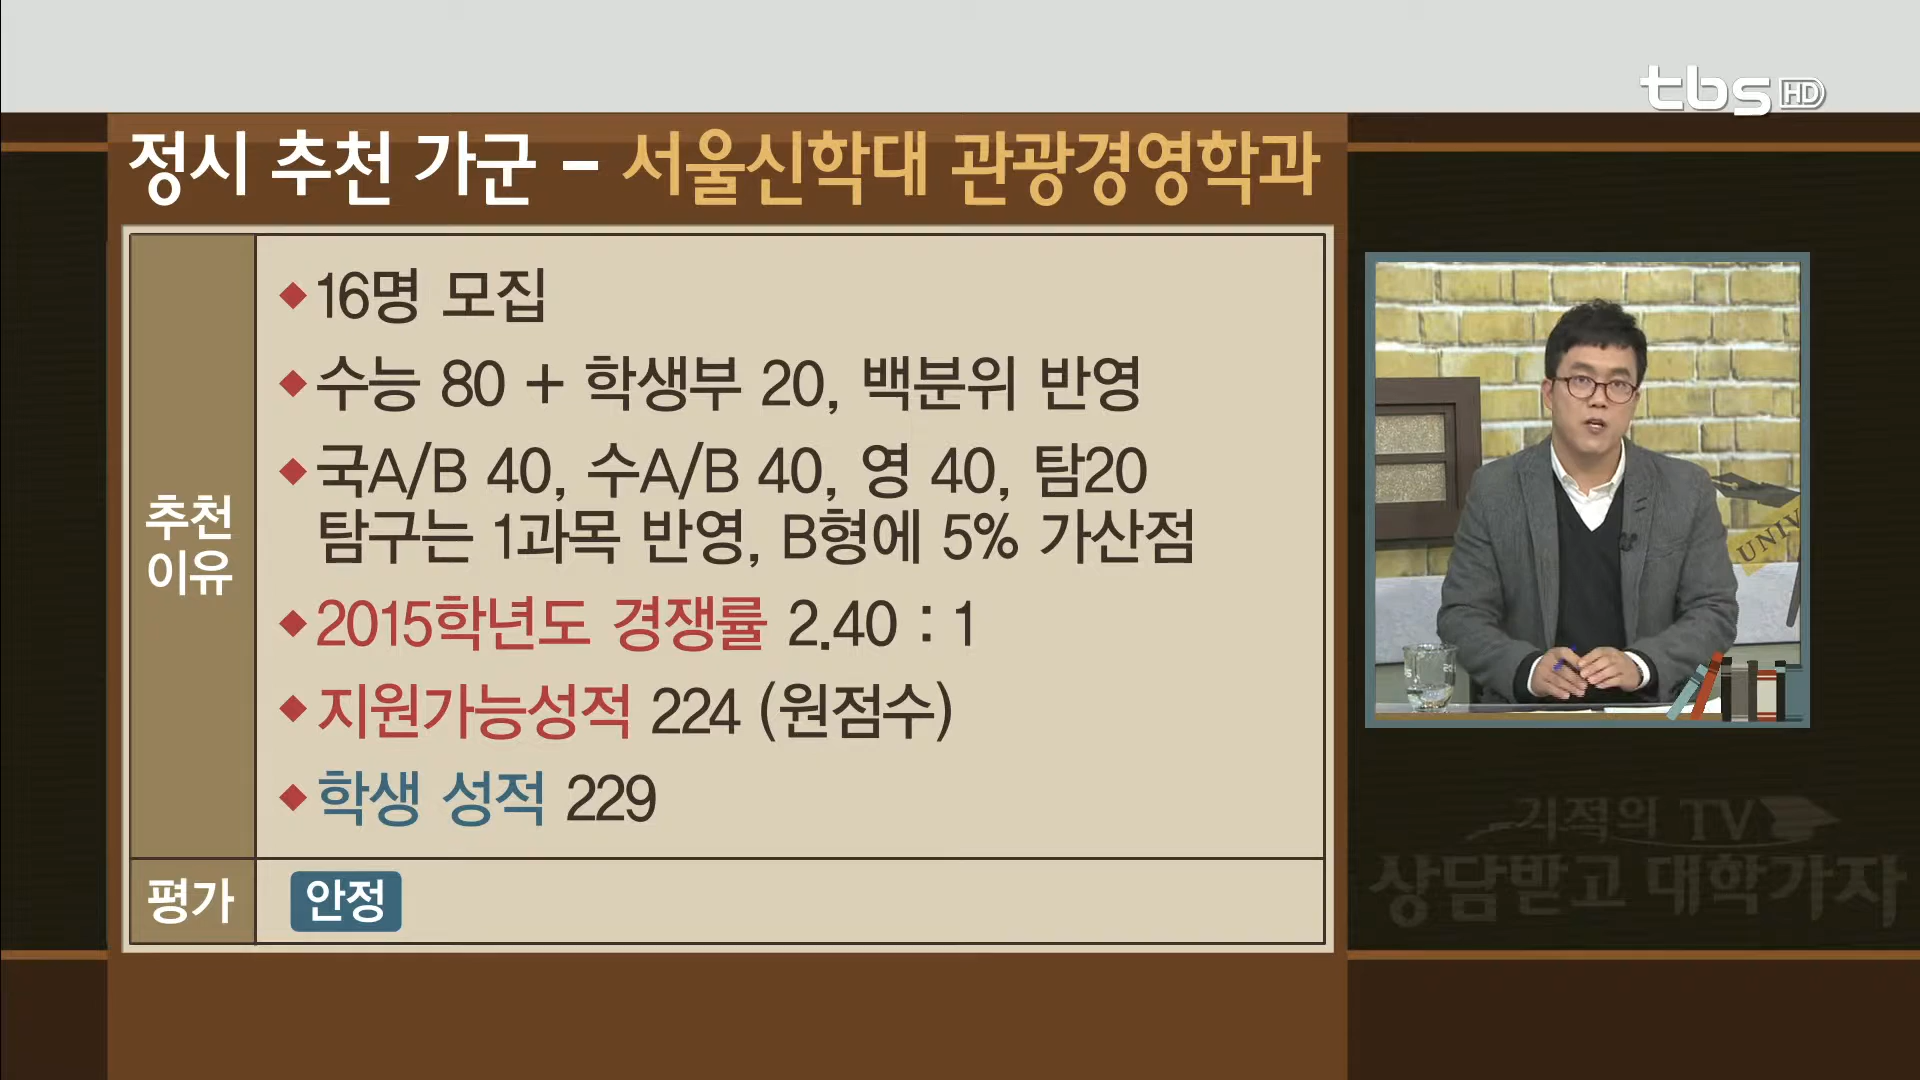 tbs HD
정시 추천 가군 - 서울신학대 관광경영학과
추천
이유
◆16명 모집
◆수능 80 + 학생부 20, 백분위 반영
◆국A/B 40, 수A/B 40, 영 40, 탐20
탐구는 1과목 반영, B형에 5% 가산점
◆2015학년도 경쟁률 2.40 : 1
◆지원가능성적 224 (원점수)
◆학생 성적 229
평가
안정
UNIV
기적의 TV
상담받고 대학가자